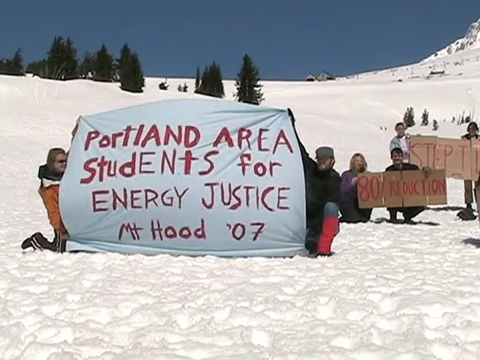 PortlAND AREA
StudENtS for
ENERGY JUSTICE
Mt Hood '07
80% REDUCTION
STEP IT